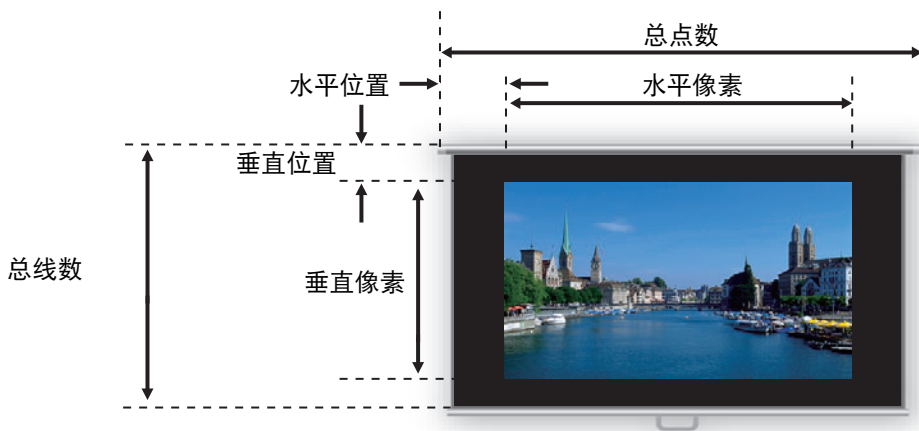 总点数
水平位置
水平像素
垂直位置
总线数
垂直像素